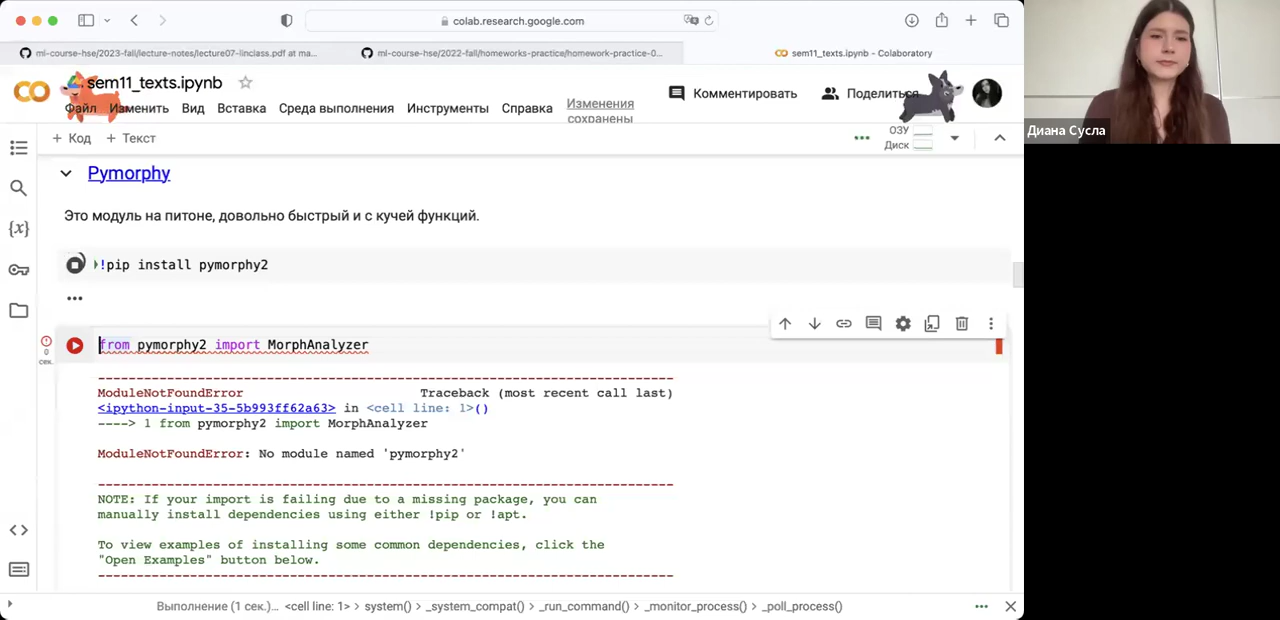 colab.research.google.com
ml-course-hse/2023-fall/lecture-notes/lecture07-linclass.pdf at ma...
ml-course-hse/2022-fall/homeworks-practice/homework-practice-0...
sem11_texts.ipynb - Colaboratory
sem11_texts.ipynb
Файл Изменить Вид Вставка Среда выполнения Инструменты Справка Изменения сохранены
Комментировать
Поделиться
+ Код + Текст
ОЗУ
Диск
Pymorphy
Это модуль на питоне, довольно быстрый и с кучей функций.
!pip install pymorphy2
from pymorphy2 import MorphAnalyzer
0
сек.
---------------------------------------------------------------------------
ModuleNotFoundError Traceback (most recent call last)
<ipython-input-35-5b993ff62a63> in <cell line: 1>()
----> 1 from pymorphy2 import MorphAnalyzer
ModuleNotFoundError: No module named 'pymorphy2'
---------------------------------------------------------------------------
NOTE: If your import is failing due to a missing package, you can
manually install dependencies using either !pip or !apt.
To view examples of installing some common dependencies, click the
"Open Examples" button below.
---------------------------------------------------------------------------
Выполнение (1 сек.)... <cell line: 1> > system() > _system_compat() > _run_command() > _monitor_process() > _poll_process()
Диана Сусла